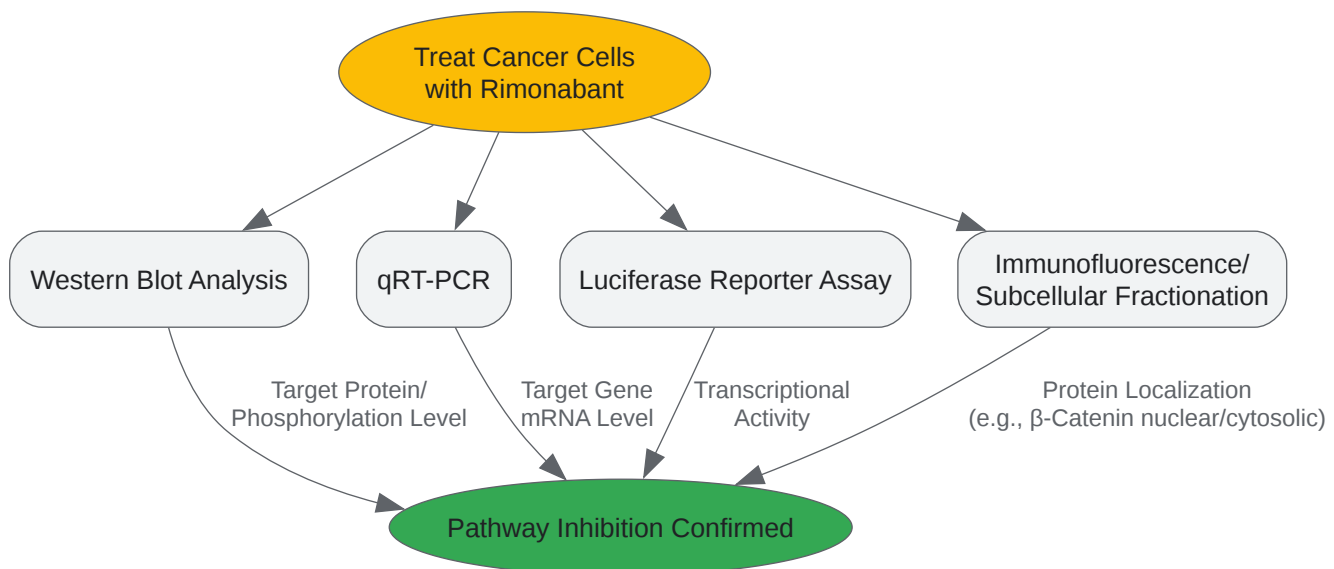 Treat Cancer Cells
with Rimonabant
Western Blot Analysis
qRT-PCR
Luciferase Reporter Assay
Immunofluorescence/
Subcellular Fractionation
Target Protein/
Phosphorylation Level
Target Gene
mRNA Level
Transcriptional
Activity
Protein Localization
(e.g., β-Catenin nuclear/cytosolic)
Pathway Inhibition Confirmed